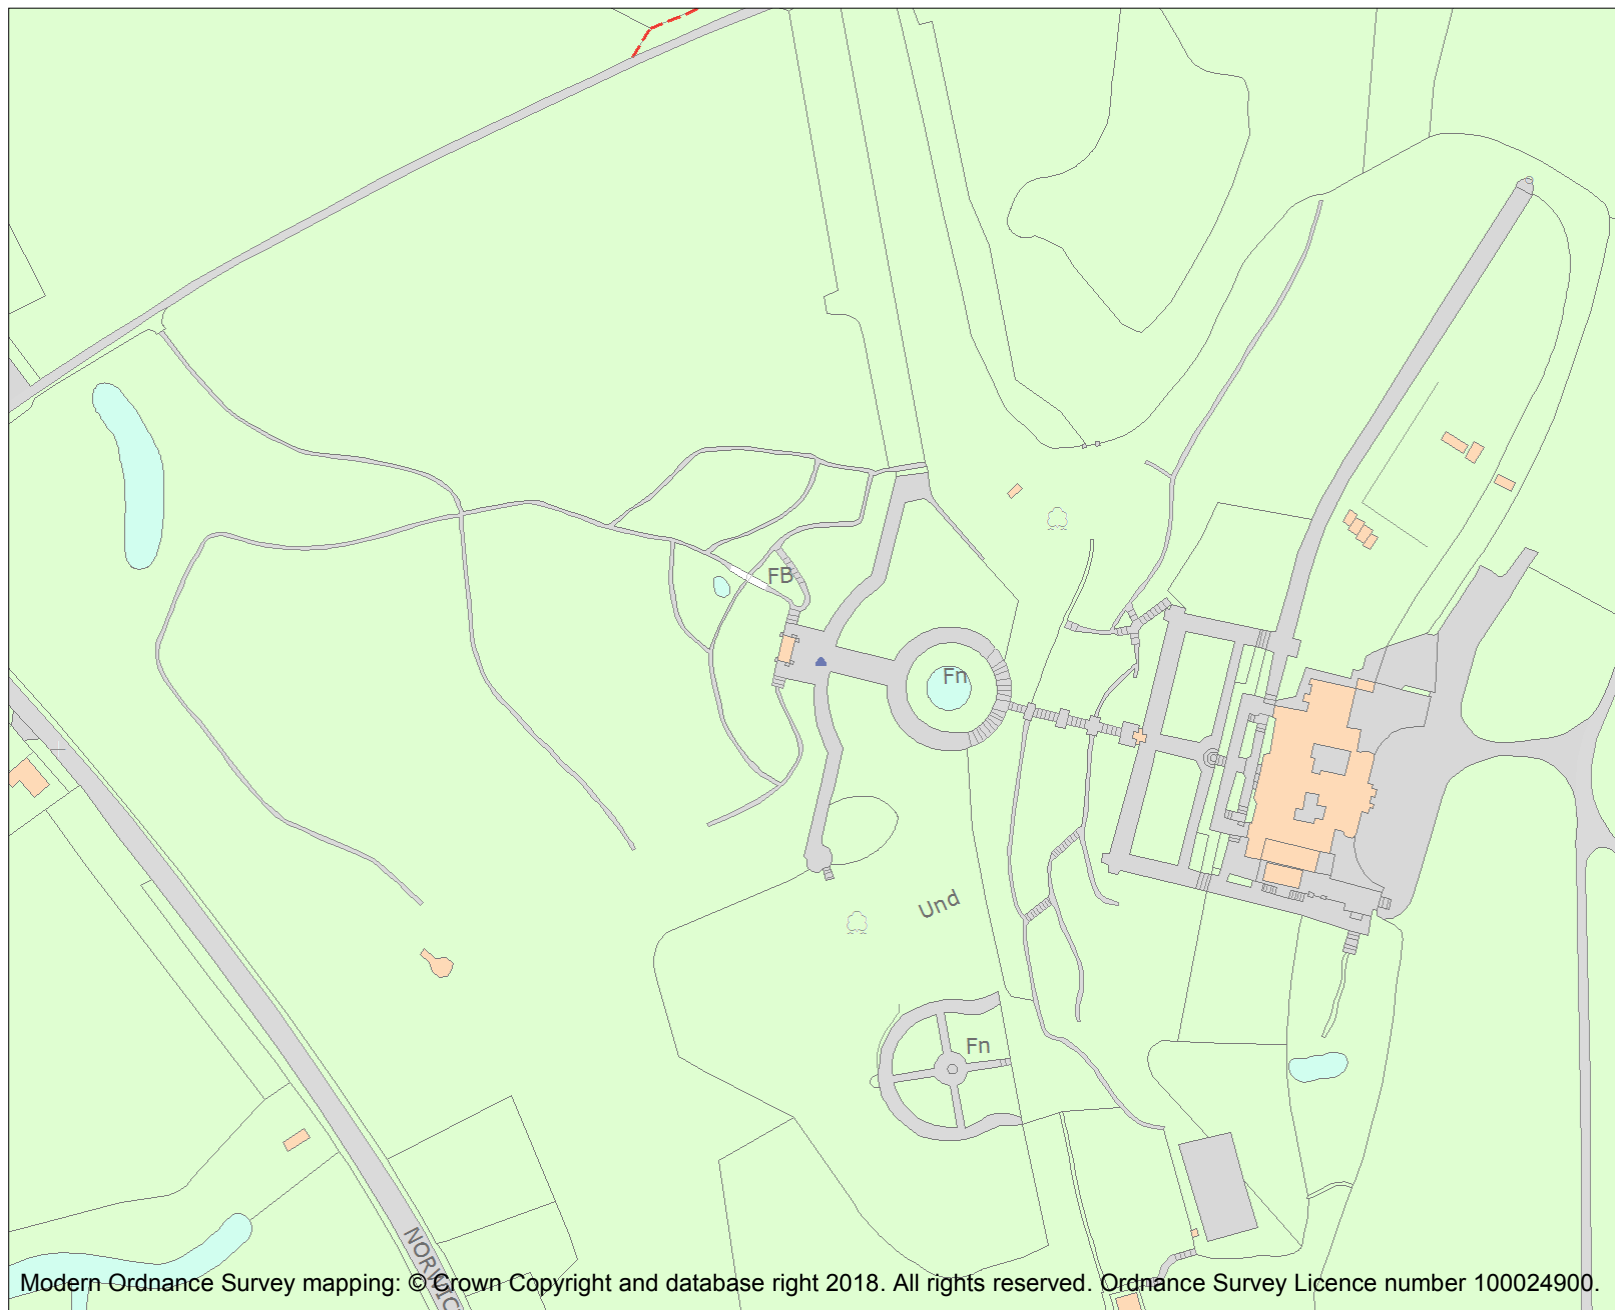 FB
Fn
Und
Fn
NORWIC
Modern Ordnance Survey mapping: © Crown Copyright and database right 2018. All rights reserved. Ordnance Survey Licence number 100024900.